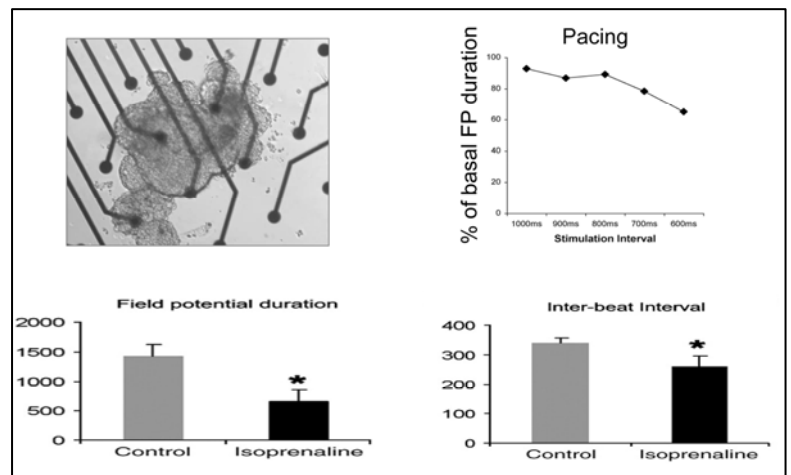 Pacing
% of basal FP duration
100
80
60
40
20
0
1000ms 900ms 800ms 700ms 600ms
Stimulation Interval
Field potential duration
2000
1500
1000
500
0
*
Control Isoprenaline
Inter-beat Interval
400
300
200
100
0
*
Control Isoprenaline